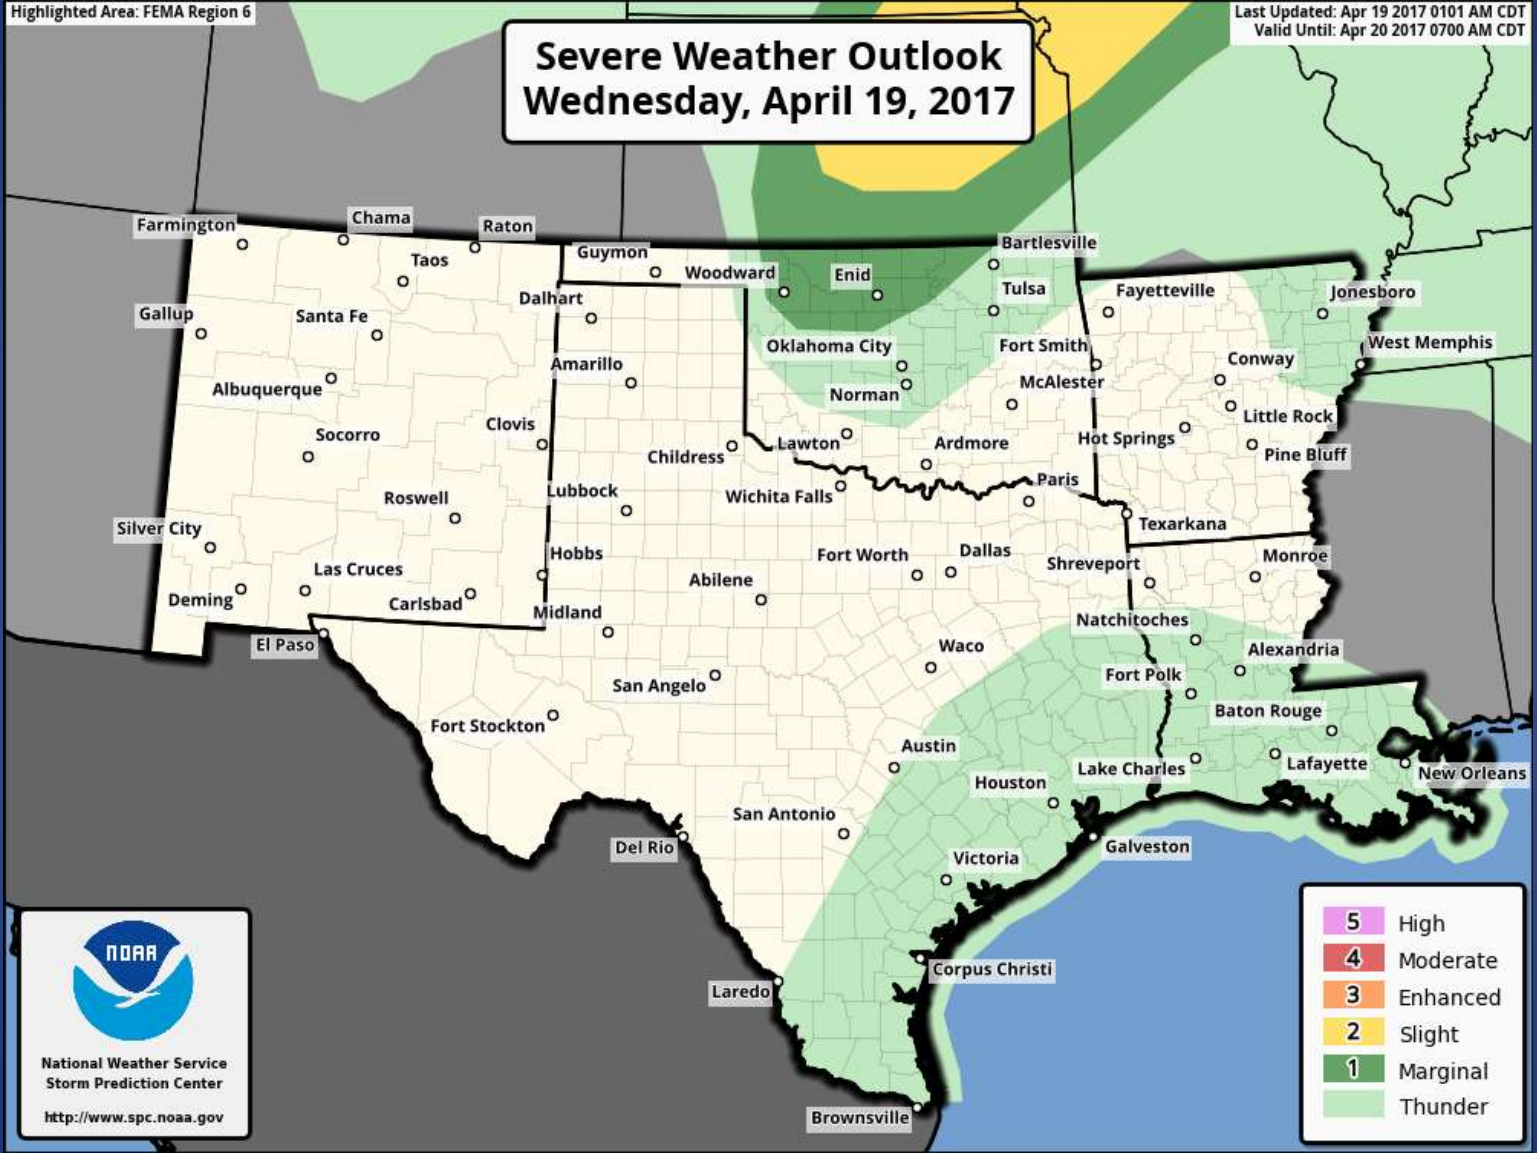 Highlighted Area: FEMA Region 6
Last Updated: Apr 19 2017 0101 AM CDT
Valid Until: Apr 20 2017 0700 AM CDT
Severe Weather Outlook
Wednesday, April 19, 2017
Farmington
Chama
Raton
Taos
Guymon
Woodward
Enid
Bartlesville
Tulsa
Fayetteville
Jonesboro
Gallup
Santa Fe
Dalhart
Oklahoma City
Fort Smith
West Memphis
Albuquerque
Amarillo
Norman
McAlester
Conway
Little Rock
Socorro
Clovis
Childress
Lawton
Ardmore
Hot Springs
Pine Bluff
Roswell
Lubbock
Wichita Falls
Paris
Texarkana
Silver City
Hobbs
Fort Worth
Dallas
Shreveport
Monroe
Deming
Las Cruces
Carlsbad
Midland
Abilene
Natchitoches
El Paso
San Angelo
Waco
Fort Polk
Alexandria
Fort Stockton
Austin
Baton Rouge
Houston
Lake Charles
Lafayette
New Orleans
Del Rio
San Antonio
Victoria
Galveston
Laredo
Corpus Christi
Brownsville
NOAA
National Weather Service
Storm Prediction Center
http://www.spc.noaa.gov
5 High
4 Moderate
3 Enhanced
2 Slight
1 Marginal
Thunder